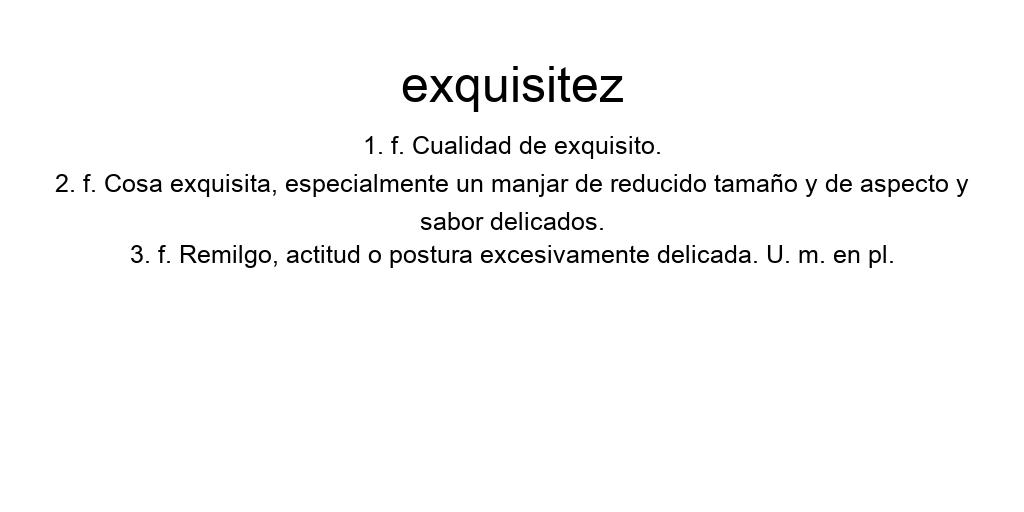 exquisitez
1. f. Cualidad de exquisito.
2. f. Cosa exquisita, especialmente un manjar de reducido tamaño y de aspecto y
sabor delicados.
3. f. Remilgo, actitud o postura excesivamente delicada. U. m. en pl.